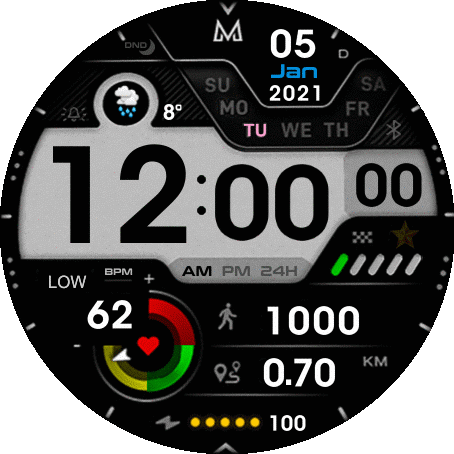 DND
M
05
D
Jan
2021
SU
MO
TU WE TH
FR
SA
8°
12:00
00
AM PM 24H
LOW
BPM
+
62
-
1000
0.70
KM
100